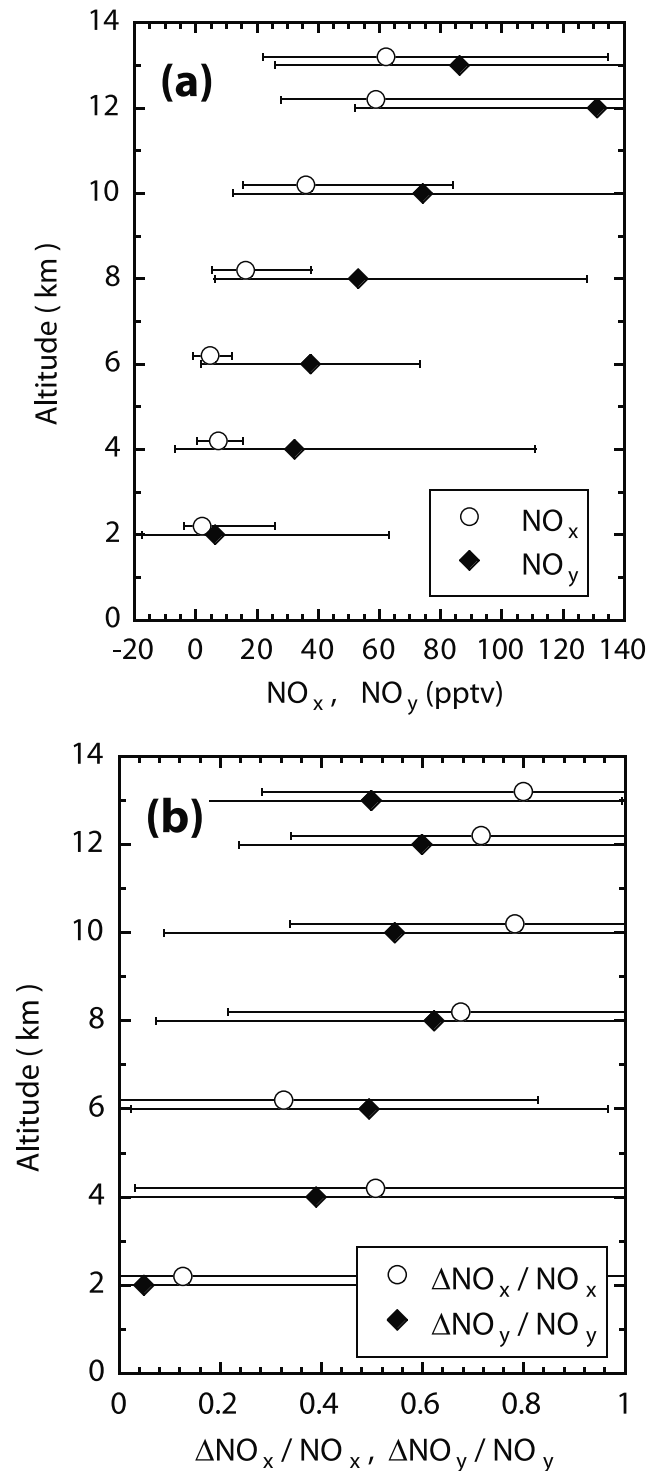 14
(a)
12
10
8
6
4
2
0
Altitude ( km )
NOx
NOy
-20 0 20 40 60 80 100 120 140
NOx , NOy (pptv)
14
(b)
12
10
8
6
4
2
0
Altitude ( km )
ΔNOx / NOx
ΔNOy / NOy
0 0.2 0.4 0.6 0.8 1
ΔNOx / NOx , ΔNOy / NOy